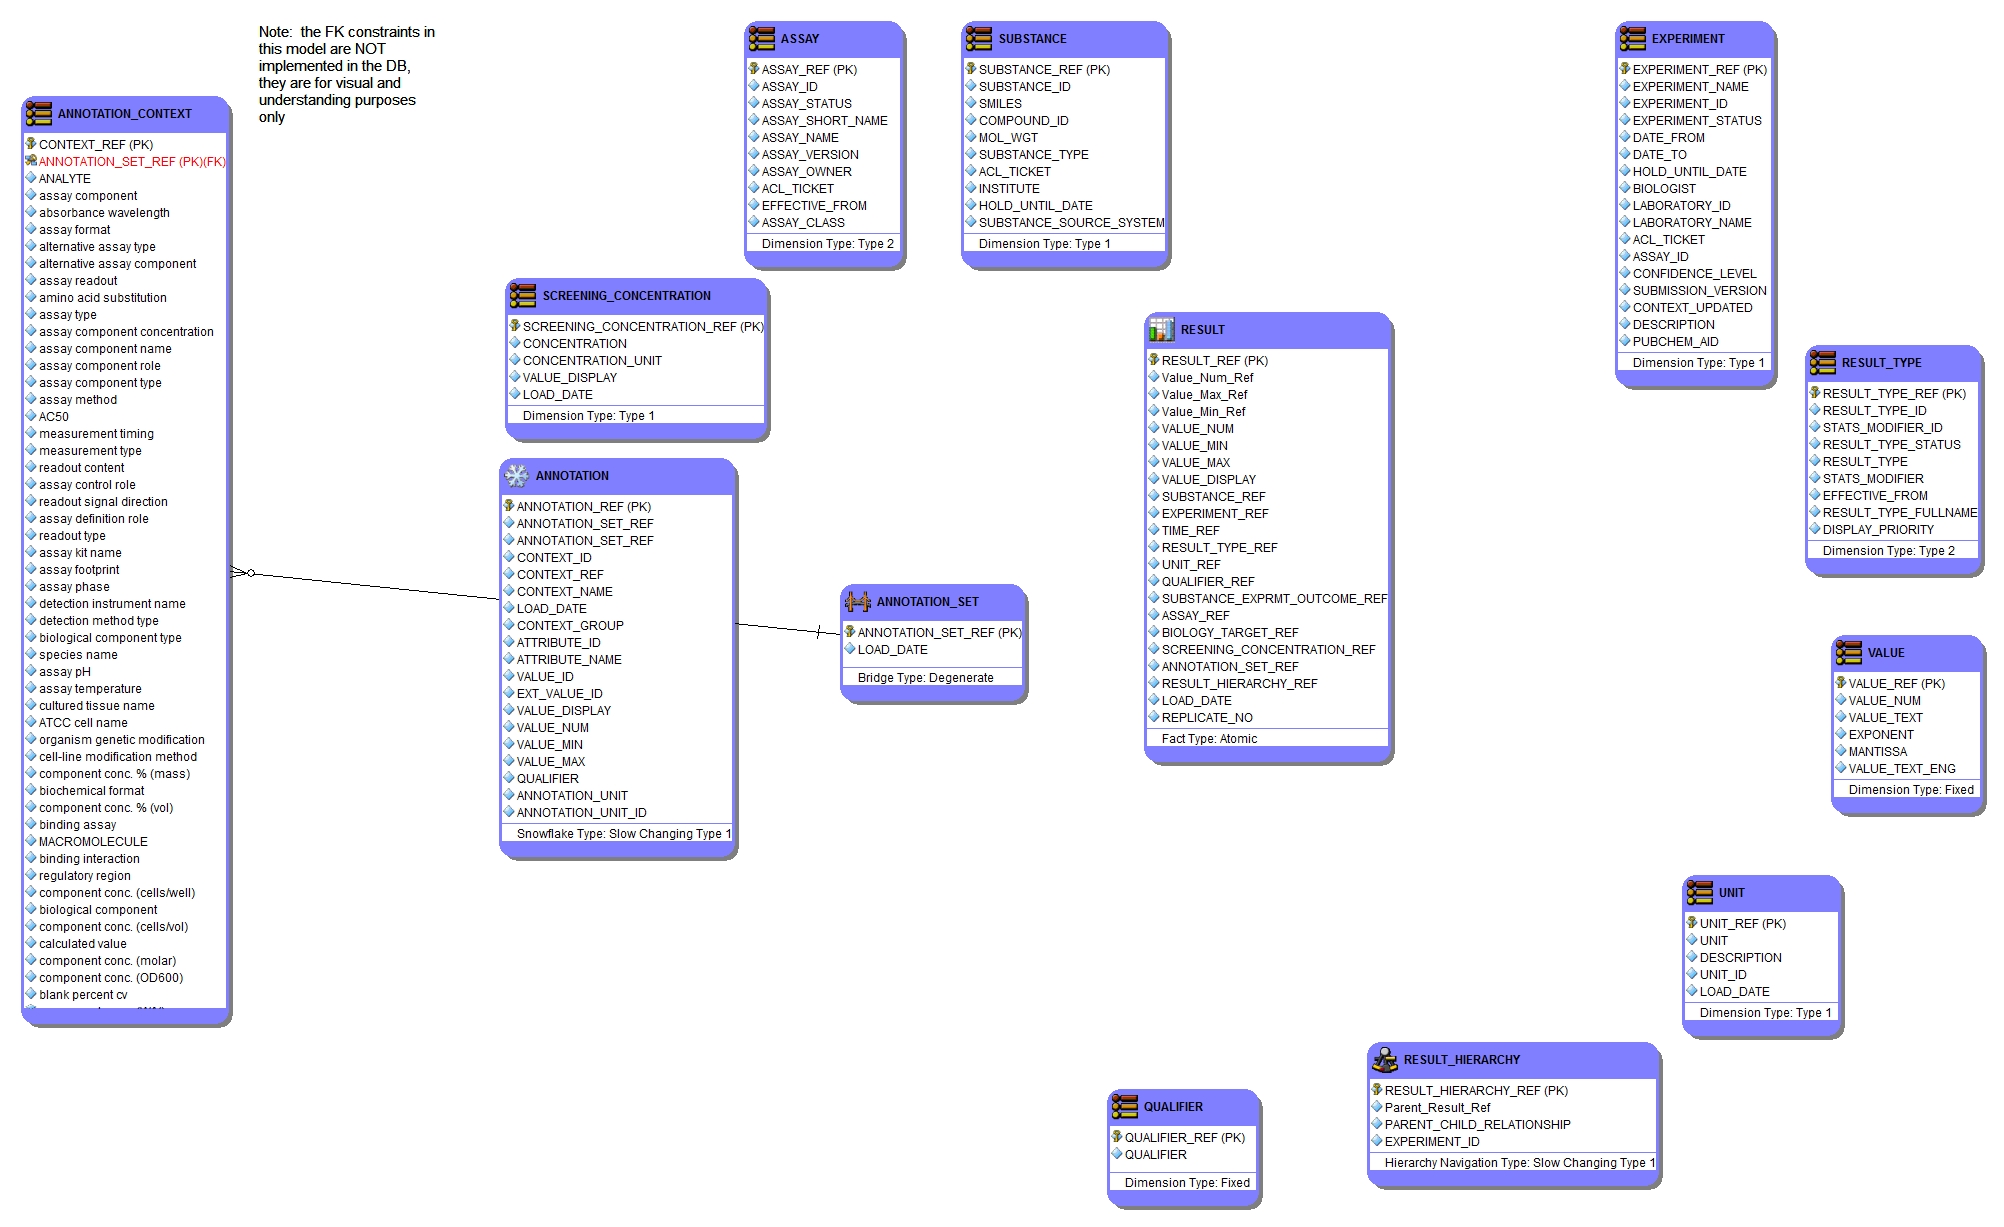 Note: the FK constraints in
this model are NOT
implemented in the DB,
they are for visual and
understanding purposes
only
ANNOTATION_CONTEXT
CONTEXT_REF (PK)
ANNOTATION_SET_REF (PK)(FK)
ANALYTE
assay component
absorbance wavelength
assay format
alternative assay type
alternative assay component
assay readout
amino acid substitution
assay type
assay component concentration
assay component name
assay component role
assay component type
assay method
AC50
measurement timing
measurement type
readout content
assay control role
readout signal direction
assay definition role
readout type
assay kit name
assay footprint
assay phase
detection instrument name
detection method type
biological component type
species name
assay pH
assay temperature
cultured tissue name
ATCC cell name
organism genetic modification
cell-line modification method
component conc. % (mass)
biochemical format
component conc. % (vol)
binding assay
MACROMOLECULE
binding interaction
regulatory region
component conc. (cells/well)
biological component
component conc. (cells/vol)
calculated value
component conc. (molar)
component conc. (OD600)
blank percent cv
SCREENING_CONCENTRATION
SCREENING_CONCENTRATION_REF (PK)
CONCENTRATION
CONCENTRATION_UNIT
VALUE_DISPLAY
LOAD_DATE
Dimension Type: Type 1
ANNOTATION
ANNOTATION_REF (PK)
ANNOTATION_SET_REF
ANNOTATION_SET_REF
CONTEXT_ID
CONTEXT_REF
CONTEXT_NAME
LOAD_DATE
CONTEXT_GROUP
ATTRIBUTE_ID
ATTRIBUTE_NAME
VALUE_ID
EXT_VALUE_ID
VALUE_DISPLAY
VALUE_NUM
VALUE_MIN
VALUE_MAX
QUALIFIER
ANNOTATION_UNIT
ANNOTATION_UNIT_ID
Snowflake Type: Slow Changing Type 1
ASSAY
ASSAY_REF (PK)
ASSAY_ID
ASSAY_STATUS
ASSAY_SHORT_NAME
ASSAY_NAME
ASSAY_VERSION
ASSAY_OWNER
ACL_TICKET
EFFECTIVE_FROM
ASSAY_CLASS
Dimension Type: Type 2
SUBSTANCE
SUBSTANCE_REF (PK)
SUBSTANCE_ID
SMILES
COMPOUND_ID
MOL_WGT
SUBSTANCE_TYPE
ACL_TICKET
INSTITUTE
HOLD_UNTIL_DATE
SUBSTANCE_SOURCE_SYSTEM
Dimension Type: Type 1
ANNOTATION_SET
ANNOTATION_SET_REF (PK)
LOAD_DATE
Bridge Type: Degenerate
RESULT
RESULT_REF (PK)
Value_Num_Ref
Value_Max_Ref
Value_Min_Ref
VALUE_NUM
VALUE_MIN
VALUE_MAX
VALUE_DISPLAY
SUBSTANCE_REF
EXPERIMENT_REF
TIME_REF
RESULT_TYPE_REF
UNIT_REF
QUALIFIER_REF
SUBSTANCE_EXPRMT_OUTCOME_REF
ASSAY_REF
BIOLOGY_TARGET_REF
SCREENING_CONCENTRATION_REF
ANNOTATION_SET_REF
RESULT_HIERARCHY_REF
LOAD_DATE
REPLICATE_NO
Fact Type: Atomic
EXPERIMENT
EXPERIMENT_REF (PK)
EXPERIMENT_NAME
EXPERIMENT_ID
EXPERIMENT_STATUS
DATE_FROM
DATE_TO
HOLD_UNTIL_DATE
BIOLOGIST
LABORATORY_ID
LABORATORY_NAME
ACL_TICKET
ASSAY_ID
CONFIDENCE_LEVEL
SUBMISSION_VERSION
CONTEXT_UPDATED
DESCRIPTION
PUBCHEM_AID
Dimension Type: Type 1
RESULT_TYPE
RESULT_TYPE_REF (PK)
RESULT_TYPE_ID
STATS_MODIFIER_ID
RESULT_TYPE_STATUS
RESULT_TYPE
STATS_MODIFIER
EFFECTIVE_FROM
RESULT_TYPE_FULLNAME
DISPLAY_PRIORITY
Dimension Type: Type 2
VALUE
VALUE_REF (PK)
VALUE_NUM
VALUE_TEXT
EXPONENT
MANTISSA
VALUE_TEXT_ENG
Dimension Type: Fixed
UNIT
UNIT_REF (PK)
UNIT
DESCRIPTION
UNIT_ID
LOAD_DATE
Dimension Type: Type 1
RESULT_HIERARCHY
RESULT_HIERARCHY_REF (PK)
Parent_Result_Ref
PARENT_CHILD_RELATIONSHIP
EXPERIMENT_ID
Hierarchy Navigation Type: Slow Changing Type 1
QUALIFIER
QUALIFIER_REF (PK)
QUALIFIER
Dimension Type: Fixed